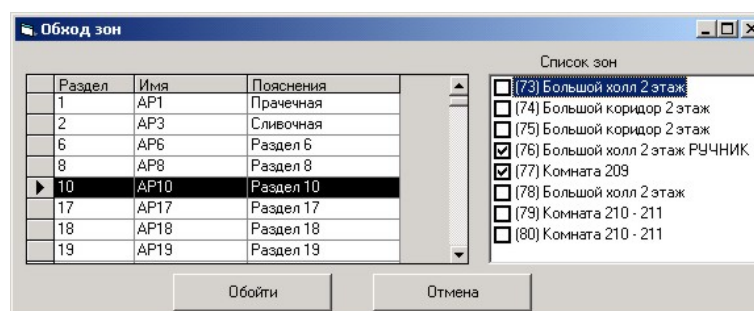 Обход зон
Список зон
Раздел Имя Пояснения
1 AP1 Прачечная
2 AP3 Сливочная
6 AP6 Раздел 6
8 AP8 Раздел 8
10 AP10 Раздел 10
17 AP17 Раздел 17
18 AP18 Раздел 18
19 AP19 Раздел 19
(73) Большой холл 2 этаж
(74) Большой коридор 2 этаж
(75) Большой коридор 2 этаж
(76) Большой холл 2 этаж РУЧНИК
(77) Комната 209
(78) Большой холл 2 этаж
(79) Комната 210 - 211
(80) Комната 210 - 211
Обойти Отмена